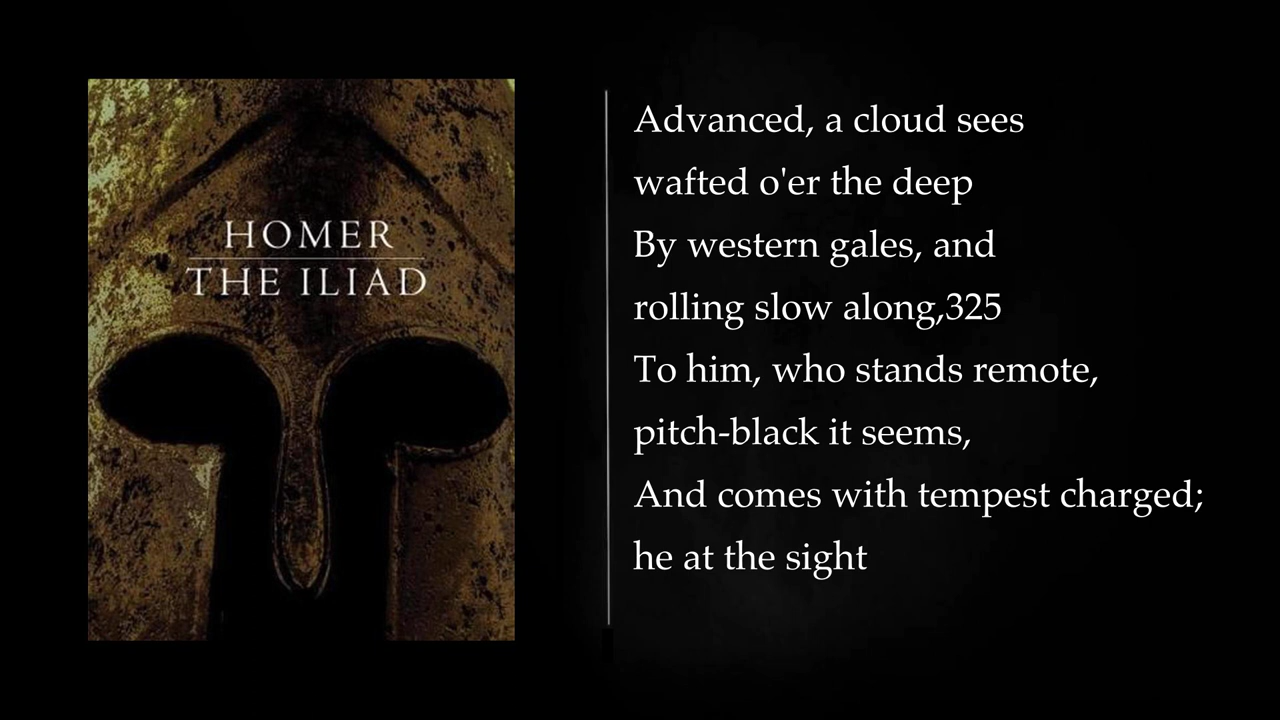 HOMER
THE ILIAD
Advanced, a cloud sees
wafted o'er the deep
By western gales, and
rolling slow along,325
To him, who stands remote,
pitch-black it seems,
And comes with tempest charged;
he at the sight